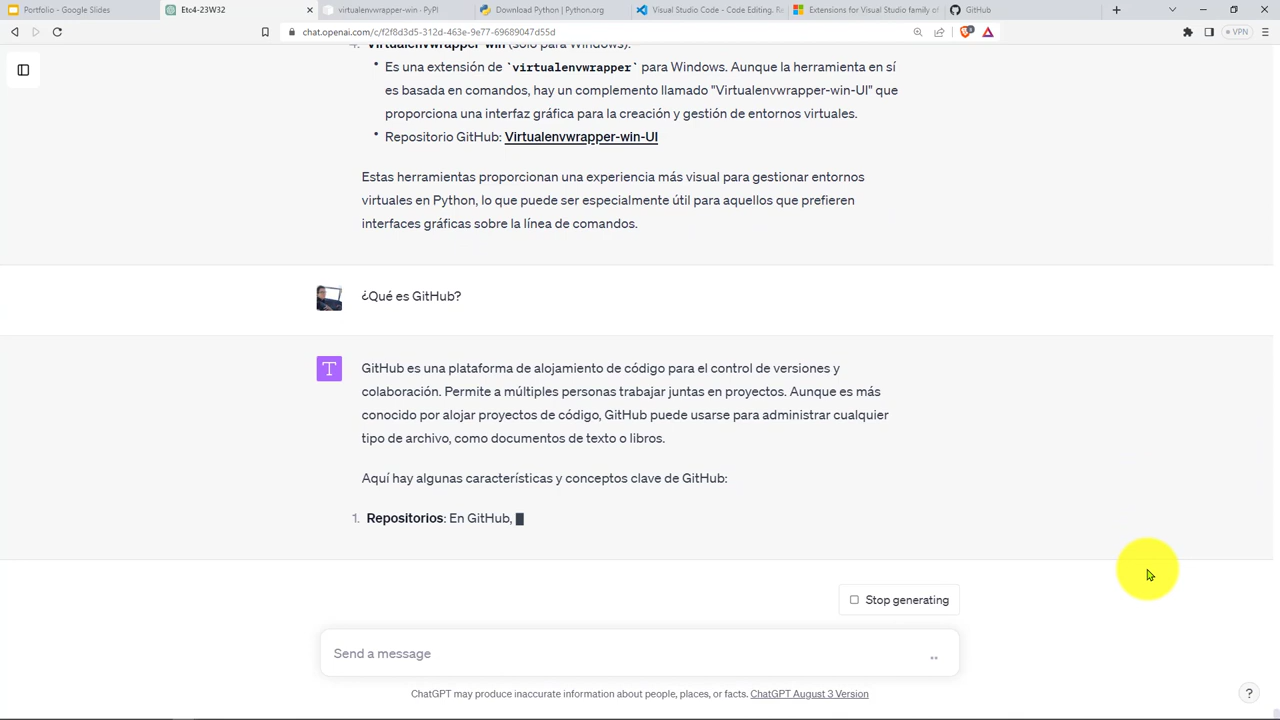 Portfolio - Google Slides
Etc4-23W32
virtualenvwrapper-win · PyPI
Download Python | Python.org
Visual Studio Code - Code Editing. Re
Extensions for Visual Studio family of
GitHub
chat.openai.com/c/f2f8d3d5-312d-463e-9e77-69689047d55d
VPN
4. Virtualenvwrapper-win (solo para Windows):
• Es una extensión de `virtualenvwrapper` para Windows. Aunque la herramienta en sí
es basada en comandos, hay un complemento llamado "Virtualenvwrapper-win-UI" que
proporciona una interfaz gráfica para la creación y gestión de entornos virtuales.
• Repositorio GitHub: Virtualenvwrapper-win-UI
Estas herramientas proporcionan una experiencia más visual para gestionar entornos
virtuales en Python, lo que puede ser especialmente útil para aquellos que prefieren
interfaces gráficas sobre la línea de comandos.
¿Qué es GitHub?
T
GitHub es una plataforma de alojamiento de código para el control de versiones y
colaboración. Permite a múltiples personas trabajar juntas en proyectos. Aunque es más
conocido por alojar proyectos de código, GitHub puede usarse para administrar cualquier
tipo de archivo, como documentos de texto o libros.
Aquí hay algunas características y conceptos clave de GitHub:
1. Repositorios: En GitHub,
Stop generating
Send a message
ChatGPT may produce inaccurate information about people, places, or facts. ChatGPT August 3 Version
?